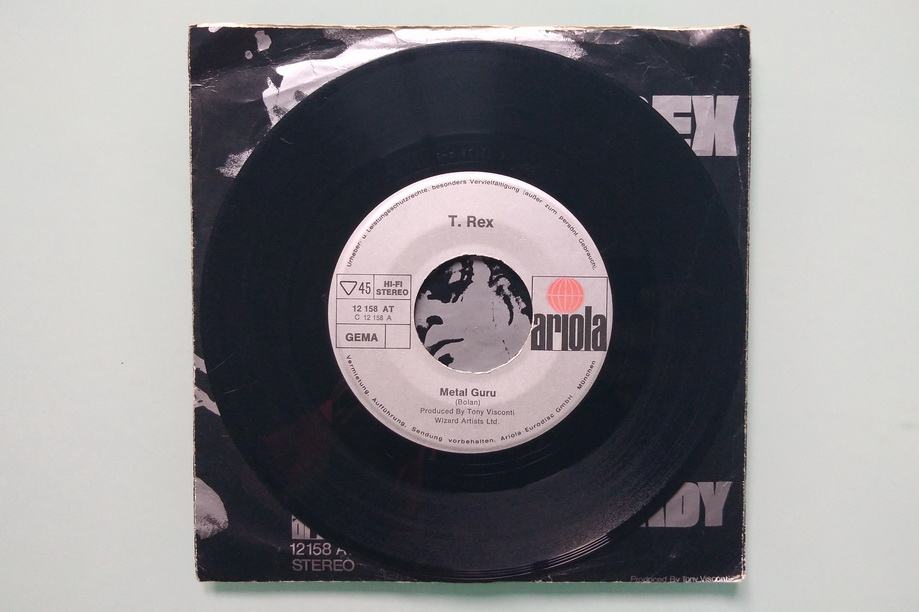 EX
Urheber- u. Leistungsschutzrechte, besonders Vervielfältigung (außer zum persönl. Gebrauch),
T. Rex
45
HI-FI
STEREO
12 158 AT
C 12 158 A
GEMA
ariola
Metal Guru
(Bolan)
Produced By Tony Visconti
Wizard Artists Ltd.
Vermietung, Aufführung, Sendung vorbehalten. Ariola Eurodisc GmbH. München
DY
12158 A
STEREO
Produced By Tony Visconti